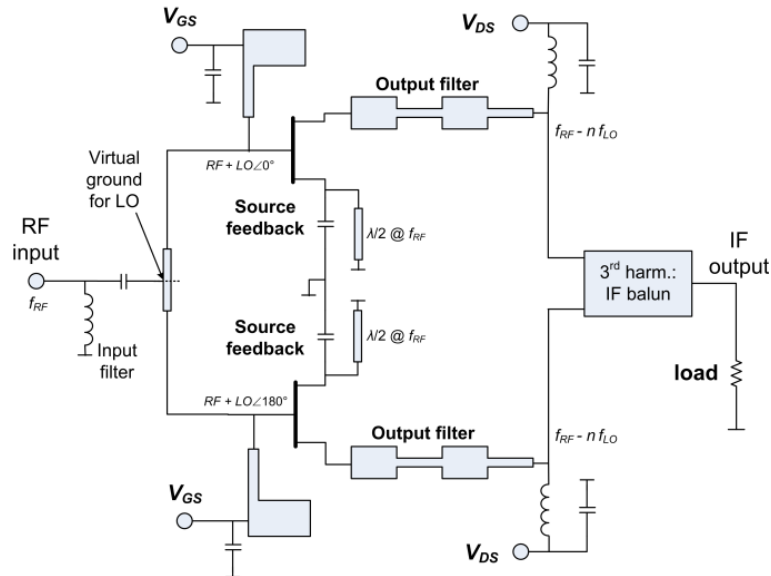 V_GS
V_DS
Output filter
f_RF - n f_LO
RF + LO∠0°
Virtual
ground
for LO
Source
feedback
λ/2 @ f_RF
RF
input
f_RF
Input
filter
3rd harm.:
IF balun
IF
output
Source
feedback
λ/2 @ f_RF
load
RF + LO∠180°
Output filter
f_RF - n f_LO
V_GS
V_DS